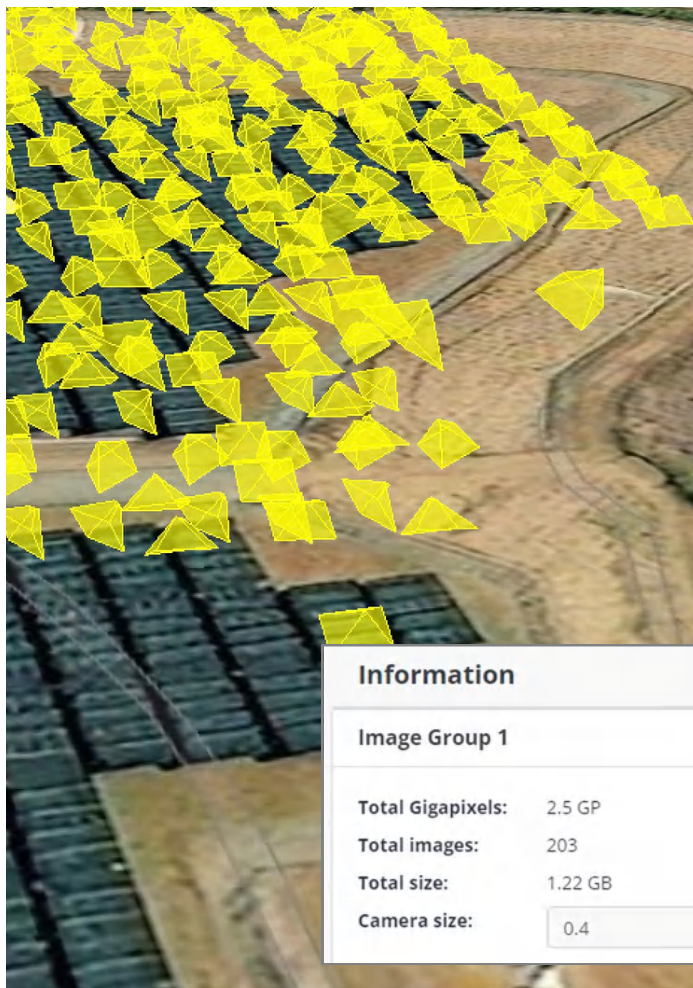 Information
Image Group 1
Total Gigapixels: 2.5 GP
Total images: 203
Total size: 1.22 GB
Camera size: 0.4